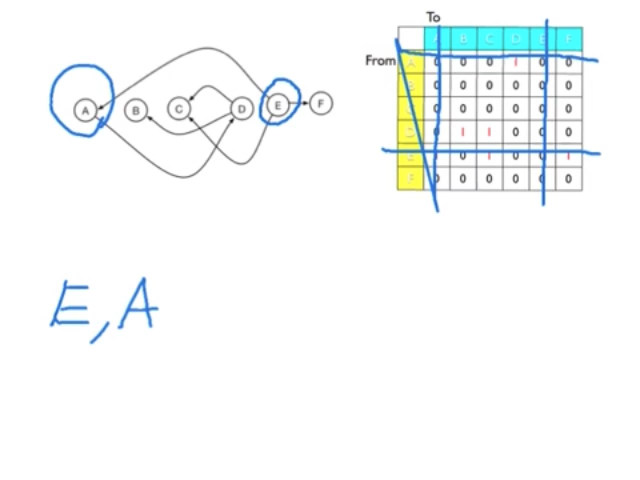 To
B C D E F
From A 0 0 0 1 0 0
0 0 0 0 0 0
0 0 0 0 0 0
D 0 1 1 0 0 0
0 1 0 0 1
F 0 0 0 0 0 0
A B C D E F
E, A